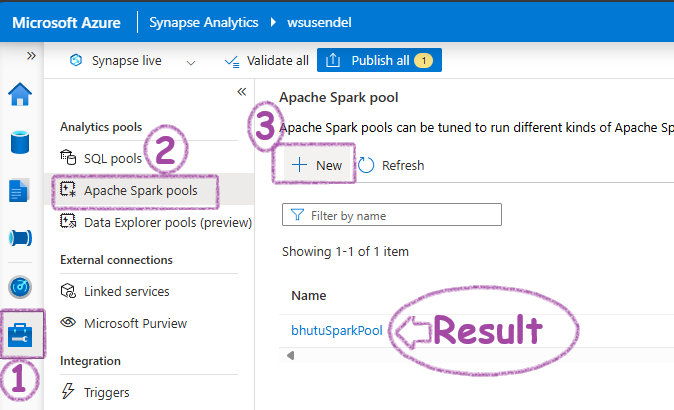 Microsoft Azure Synapse Analytics wsusendel
»
Synapse live Validate all Publish all 1
«
Analytics pools
SQL pools
2
Apache Spark pools
Data Explorer pools (preview)
External connections
Linked services
Microsoft Purview
Integration
Triggers
1
Apache Spark pool
3
Apache Spark pools can be tuned to run different kinds of Apache Sp
New Refresh
Filter by name
Showing 1-1 of 1 item
Name
bhutuSparkPool Result